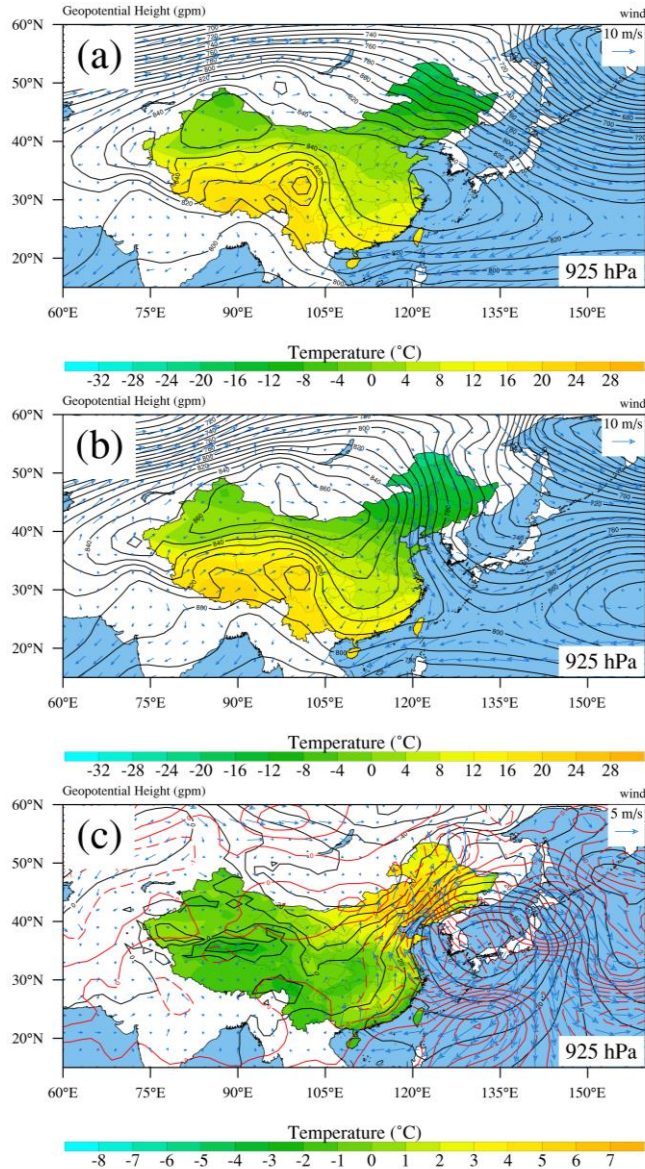 Geopotential Height (gpm) wind
(a)
10 m/s
60°N
50°N
40°N
30°N
20°N
925 hPa
60°E 75°E 90°E 105°E 120°E 135°E 150°E
Temperature (°C)
-32 -28 -24 -20 -16 -12 -8 -4 0 4 8 12 16 20 28
Geopotential Height (gpm) wind
(b)
10 m/s
60°N
50°N
40°N
30°N
20°N
925 hPa
60°E 75°E 90°E 105°E 120°E 135°E 150°E
Temperature (°C)
-32 -28 -24 -20 -16 -12 -8 -4 0 4 8 12 16 20 28
Geopotential Height (gpm) wind
(c)
5 m/s
60°N
50°N
40°N
30°N
20°N
925 hPa
60°E 75°E 90°E 105°E 120°E 135°E 150°E
Temperature (°C)
-8 -7 -6 -5 -4 -3 -2 -1 0 1 2 3 4 5 6 7